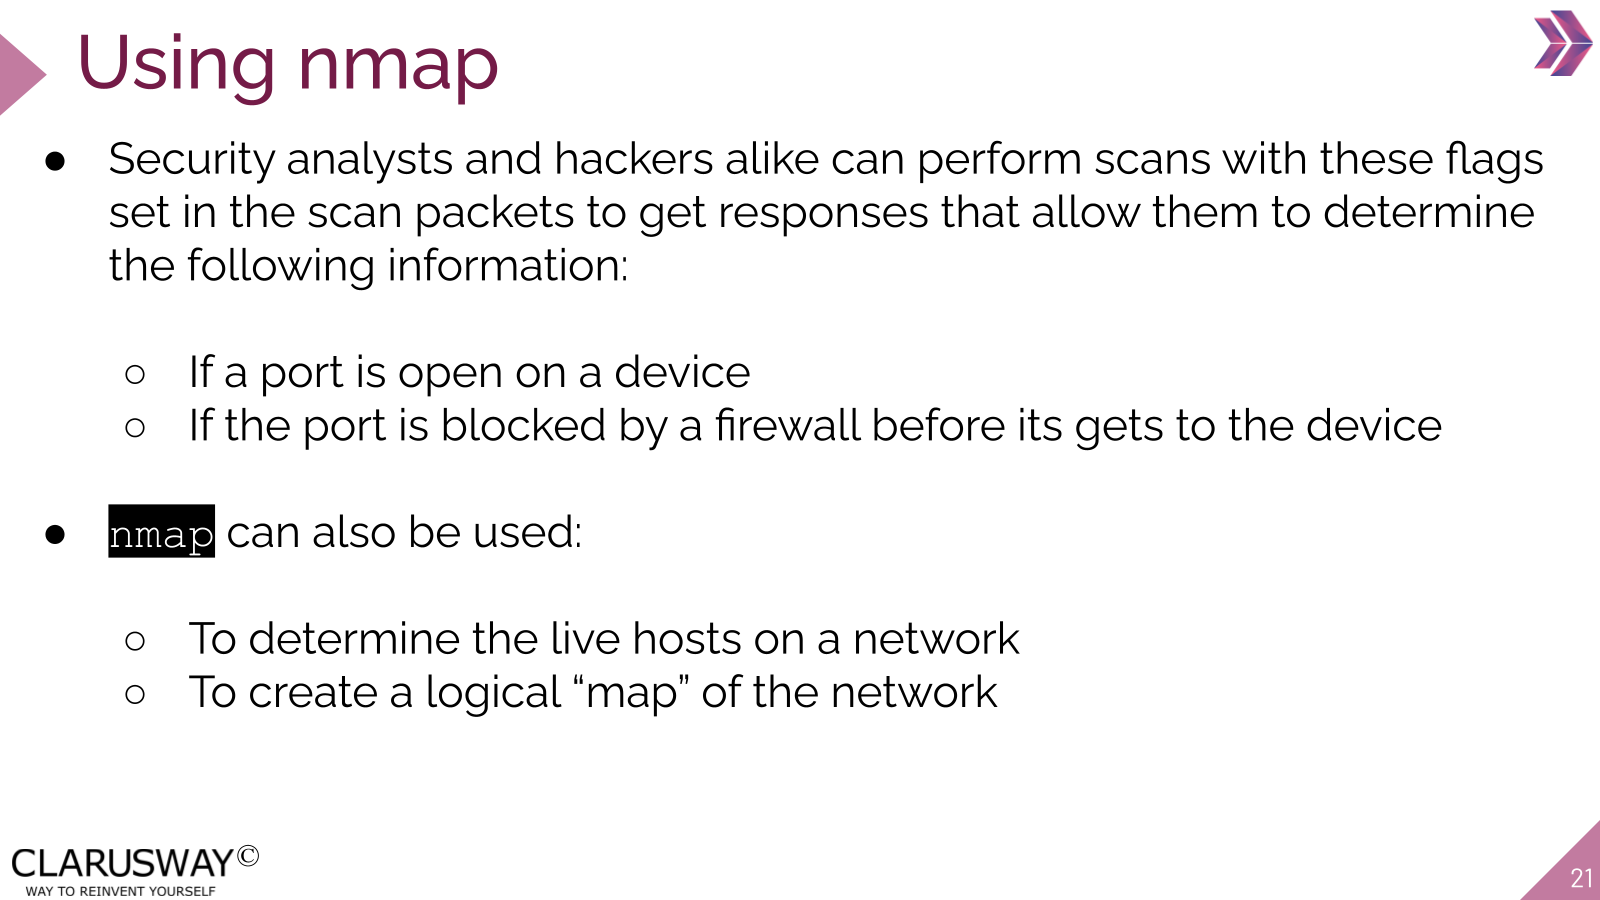 Using nmap
● Security analysts and hackers alike can perform scans with these flags
set in the scan packets to get responses that allow them to determine
the following information:
○ If a port is open on a device
○ If the port is blocked by a firewall before its gets to the device
● nmap can also be used:
○ To determine the live hosts on a network
○ To create a logical “map” of the network
CLARUSWAY©
WAY TO REINVENT YOURSELF
21